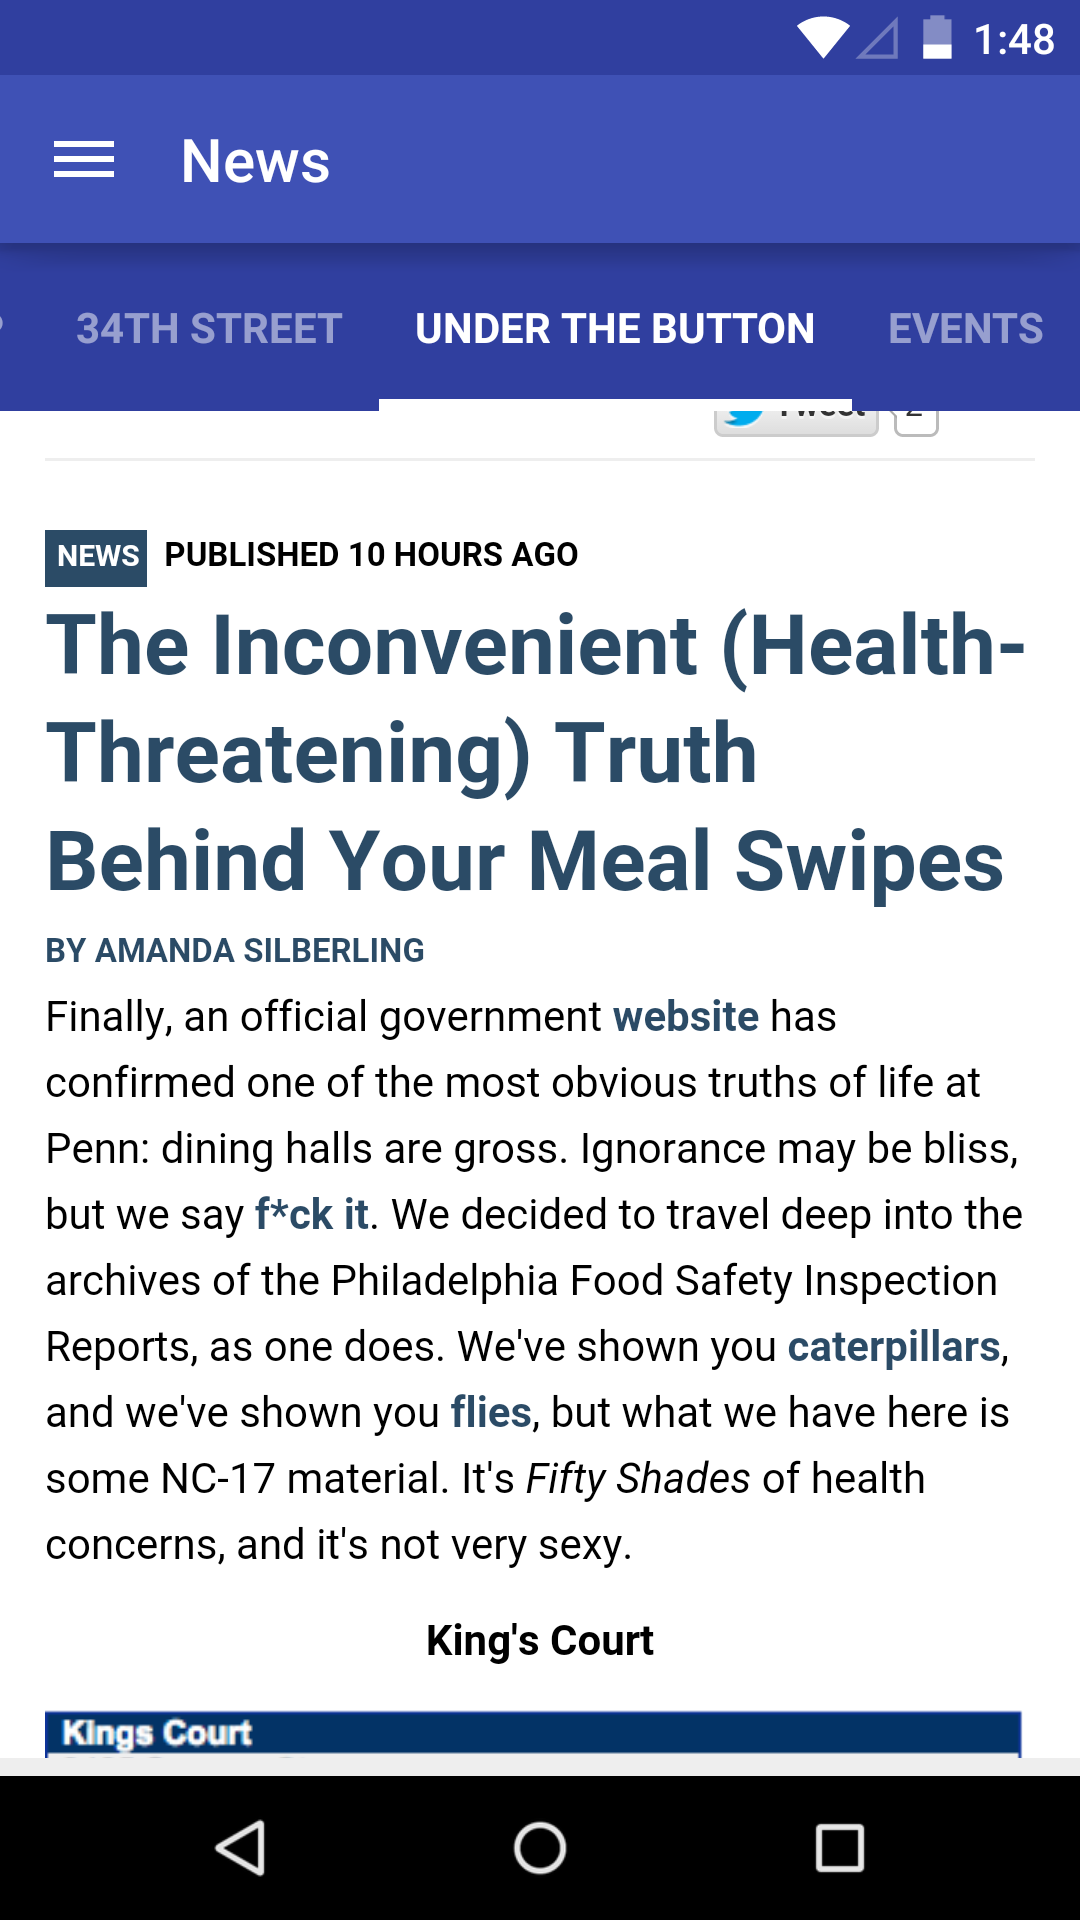 1:48
News
34TH STREET
UNDER THE BUTTON
EVENTS
Tweet
2
NEWS PUBLISHED 10 HOURS AGO
The Inconvenient (Health-
Threatening) Truth
Behind Your Meal Swipes
BY AMANDA SILBERLING
Finally, an official government website has
confirmed one of the most obvious truths of life at
Penn: dining halls are gross. Ignorance may be bliss,
but we say f*ck it. We decided to travel deep into the
archives of the Philadelphia Food Safety Inspection
Reports, as one does. We've shown you caterpillars,
and we've shown you flies, but what we have here is
some NC-17 material. It's Fifty Shades of health
concerns, and it's not very sexy.
King's Court
Kings Court